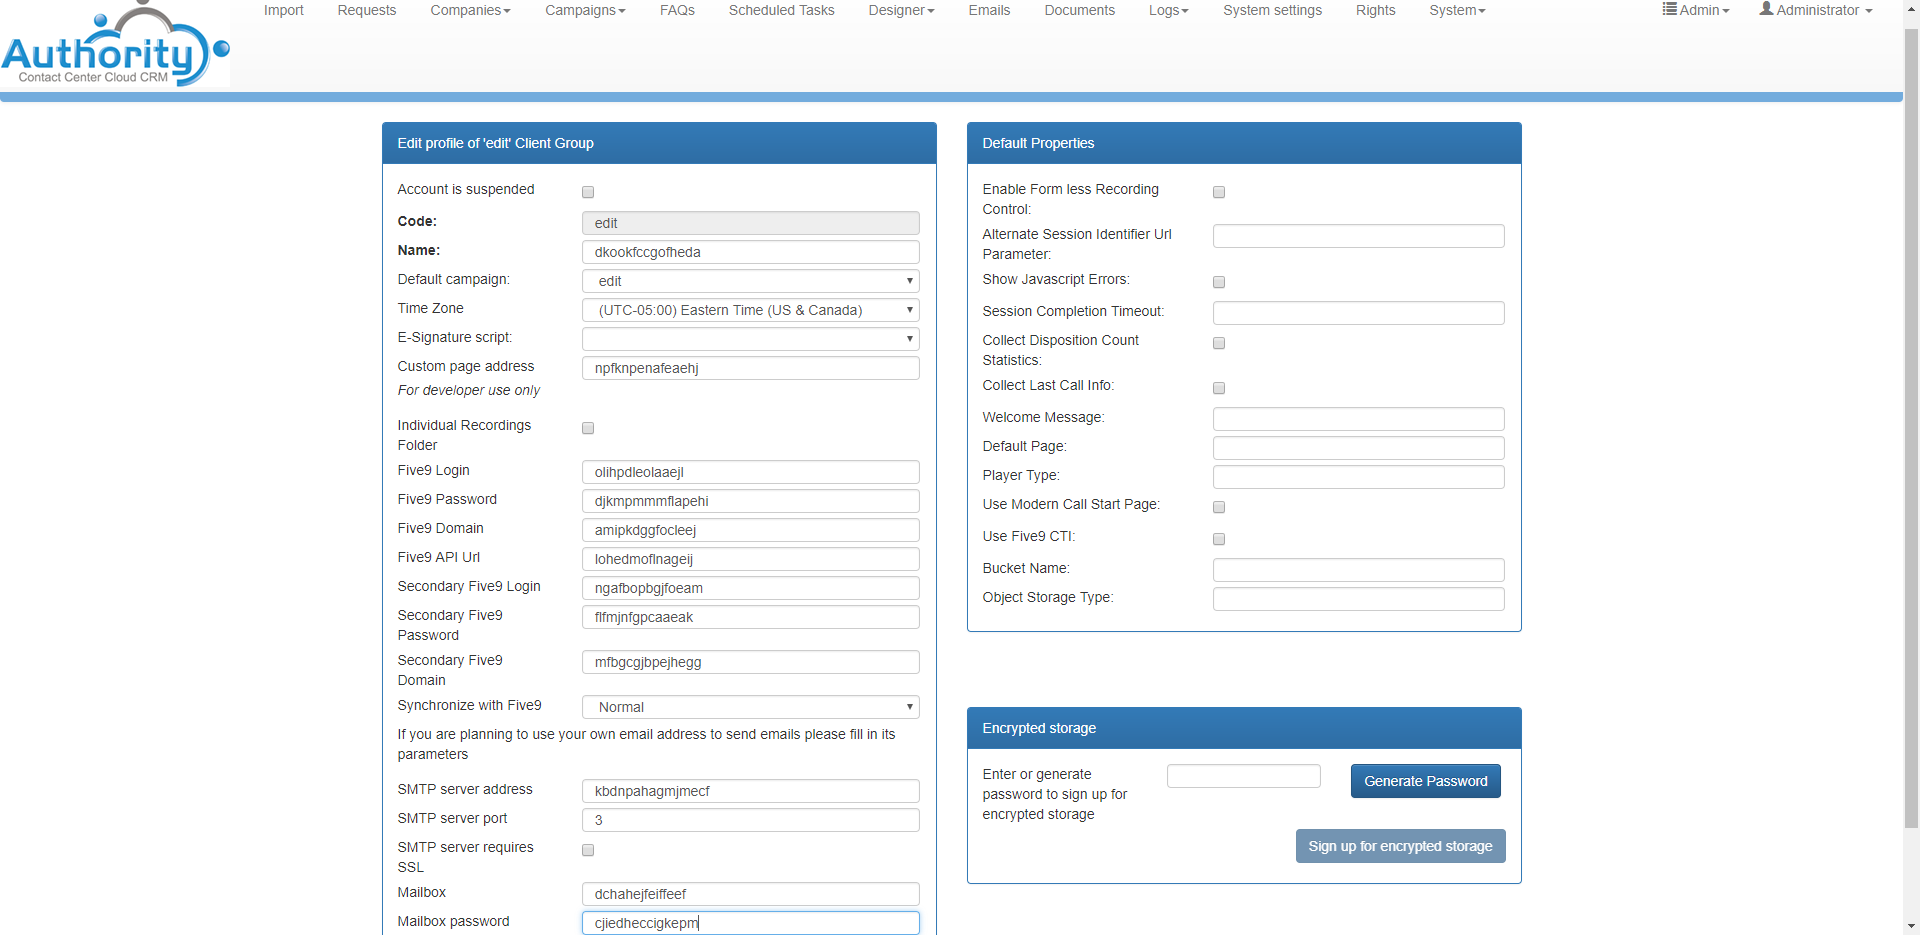 Import Requests Companies Campaigns FAQs Scheduled Tasks Designer Emails Documents Logs System settings Rights System Admin Administrator
Authority
Contact Center Cloud CRM
Edit profile of 'edit' Client Group
Account is suspended
Code: edit
Name: dkookfccgofheda
Default campaign: edit
Time Zone (UTC-05:00) Eastern Time (US & Canada)
E-Signature script:
Custom page address npfknpenafeaehj
For developer use only
Individual Recordings
Folder
Five9 Login olihpdleolaaejl
Five9 Password djkmpmmmflapehi
Five9 Domain amipkdggfocleej
Five9 API Url lohedmoflnageij
Secondary Five9 Login ngafbopbgjfoeam
Secondary Five9 flfmjnfgpcaaeak
Password
Secondary Five9 mfbgcgjbpejhegg
Domain
Synchronize with Five9 Normal
If you are planning to use your own email address to send emails please fill in its
parameters
SMTP server address kbdnpahagmjmecf
SMTP server port 3
SMTP server requires
SSL
Mailbox dchahejfeiffeef
Mailbox password cjiedheccigkepm
Default Properties
Enable Form less Recording
Control:
Alternate Session Identifier Url
Parameter:
Show Javascript Errors:
Session Completion Timeout:
Collect Disposition Count
Statistics:
Collect Last Call Info:
Welcome Message:
Default Page:
Player Type:
Use Modern Call Start Page:
Use Five9 CTI:
Bucket Name:
Object Storage Type:
Encrypted storage
Enter or generate
password to sign up for
encrypted storage
Generate Password
Sign up for encrypted storage